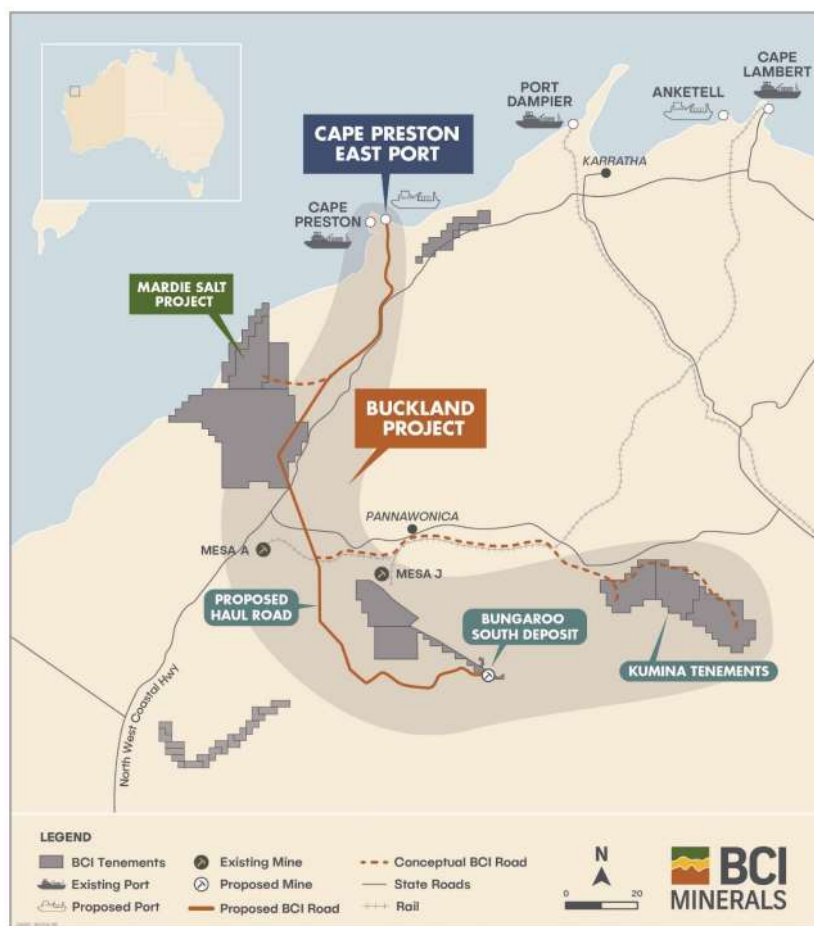 CAPE
LAMBERT
PORT
DAMPIER
ANKETELL
CAPE PRESTON
EAST PORT
KARRATHA
CAPE
PRESTON
MARDIE SALT
PROJECT
BUCKLAND
PROJECT
PANNAWONICA
MESA A
MESA J
PROPOSED
HAUL ROAD
BUNGAROO
SOUTH DEPOSIT
KUMINA TENEMENTS
North West Coastal Hwy
LEGEND
BCI Tenements
Existing Port
Proposed Port
Existing Mine
Proposed Mine
Proposed BCI Road
Conceptual BCI Road
State Roads
Rail
N
0 20
BCI
MINERALS